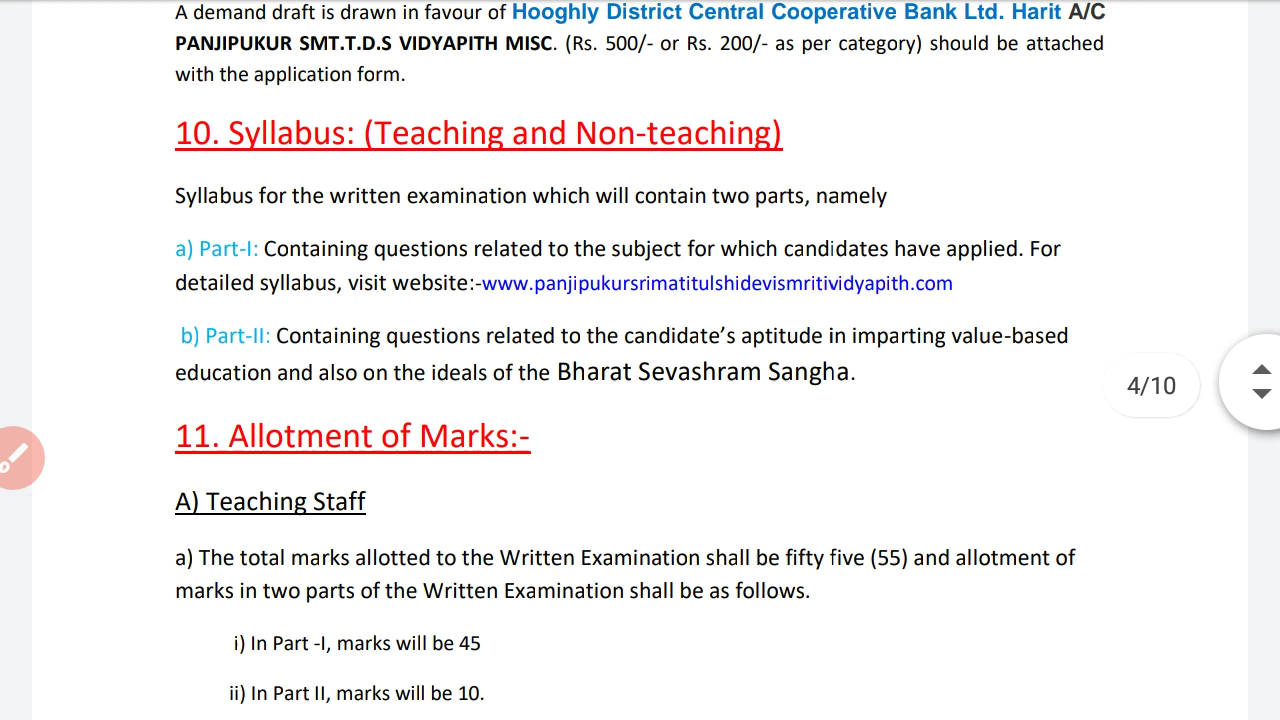 A demand draft is drawn in favour of Hooghly District Central Cooperative Bank Ltd. Harit A/C
PANJIPUKUR SMT.T.D.S VIDYAPITH MISC. (Rs. 500/- or Rs. 200/- as per category) should be attached
with the application form.
10. Syllabus: (Teaching and Non-teaching)
Syllabus for the written examination which will contain two parts, namely
a) Part-I: Containing questions related to the subject for which candidates have applied. For
detailed syllabus, visit website:-www.panjipukursrimatitulshidevismritividyapith.com
b) Part-II: Containing questions related to the candidate’s aptitude in imparting value-based
education and also on the ideals of the Bharat Sevashram Sangha.
4/10
11. Allotment of Marks:-
A) Teaching Staff
a) The total marks allotted to the Written Examination shall be fifty five (55) and allotment of
marks in two parts of the Written Examination shall be as follows.
i) In Part -I, marks will be 45
ii) In Part II, marks will be 10.